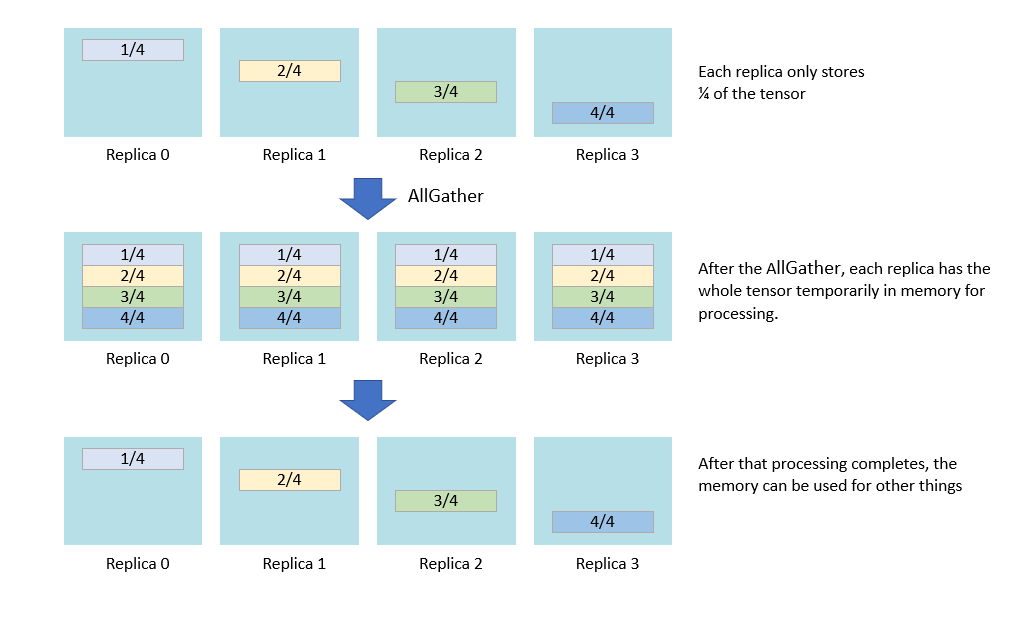 1/4
2/4
3/4
4/4
Each replica only stores
¼ of the tensor
Replica 0 Replica 1 Replica 2 Replica 3
AllGather
1/4 1/4 1/4 1/4
2/4 2/4 2/4 2/4
3/4 3/4 3/4 3/4
4/4 4/4 4/4 4/4
After the AllGather, each replica has the
whole tensor temporarily in memory for
processing.
Replica 0 Replica 1 Replica 2 Replica 3
1/4
2/4
3/4
4/4
After that processing completes, the
memory can be used for other things
Replica 0 Replica 1 Replica 2 Replica 3